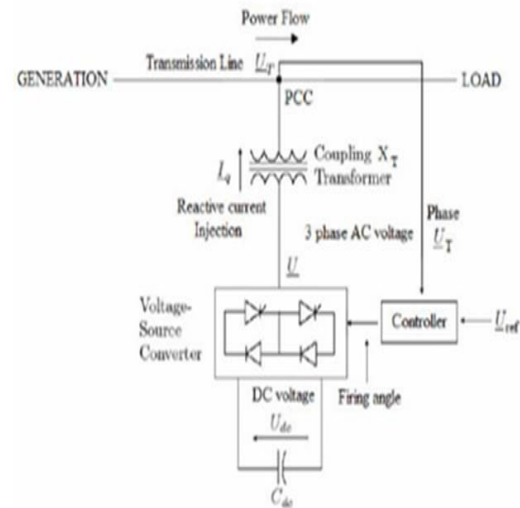 Power Flow
Transmission Line U_T
GENERATION
LOAD
PCC
Coupling X_T
Transformer
I_q
Reactive current
Injection
3 phase AC voltage
Phase
U_T
U
Voltage-
Source
Converter
Controller
U_ref
DC voltage
Firing angle
U_dc
C_dc